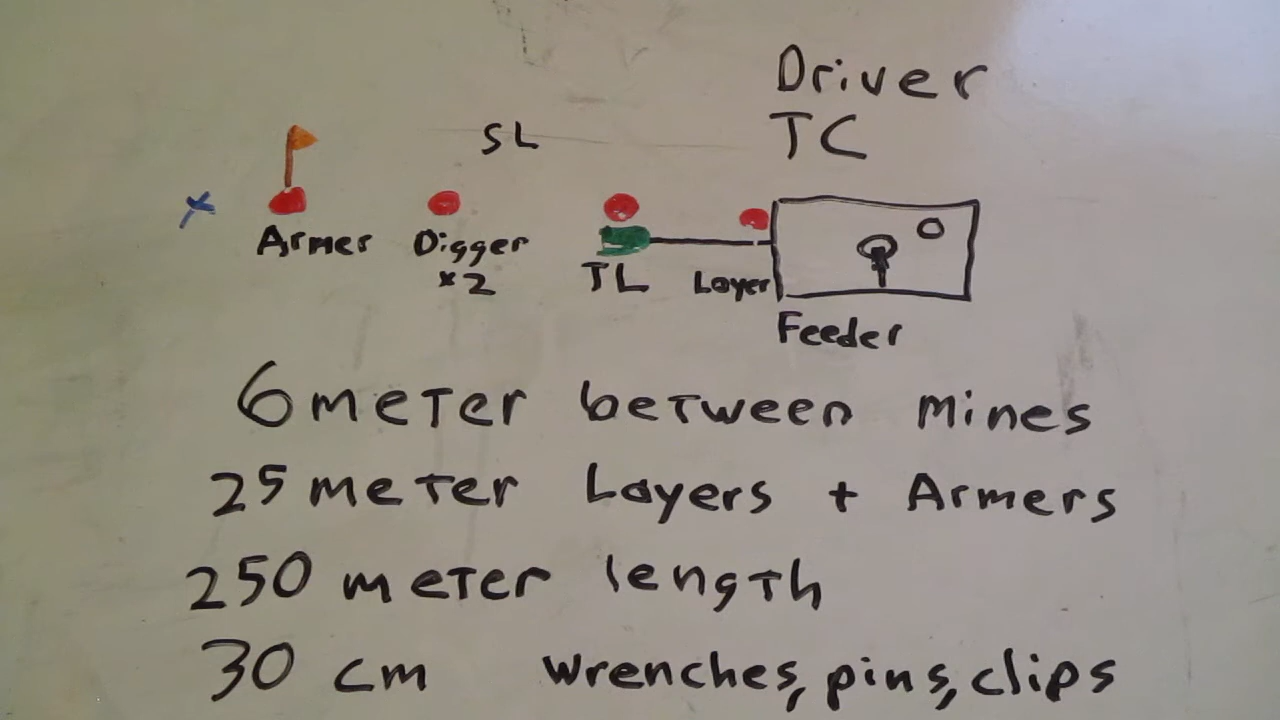 Driver
SL
TC
Armer
Digger
x2
TL
Layer
Feeder
6 meter between mines
25 meter Layers + Armers
250 meter length
30 cm wrenches, pins, clips